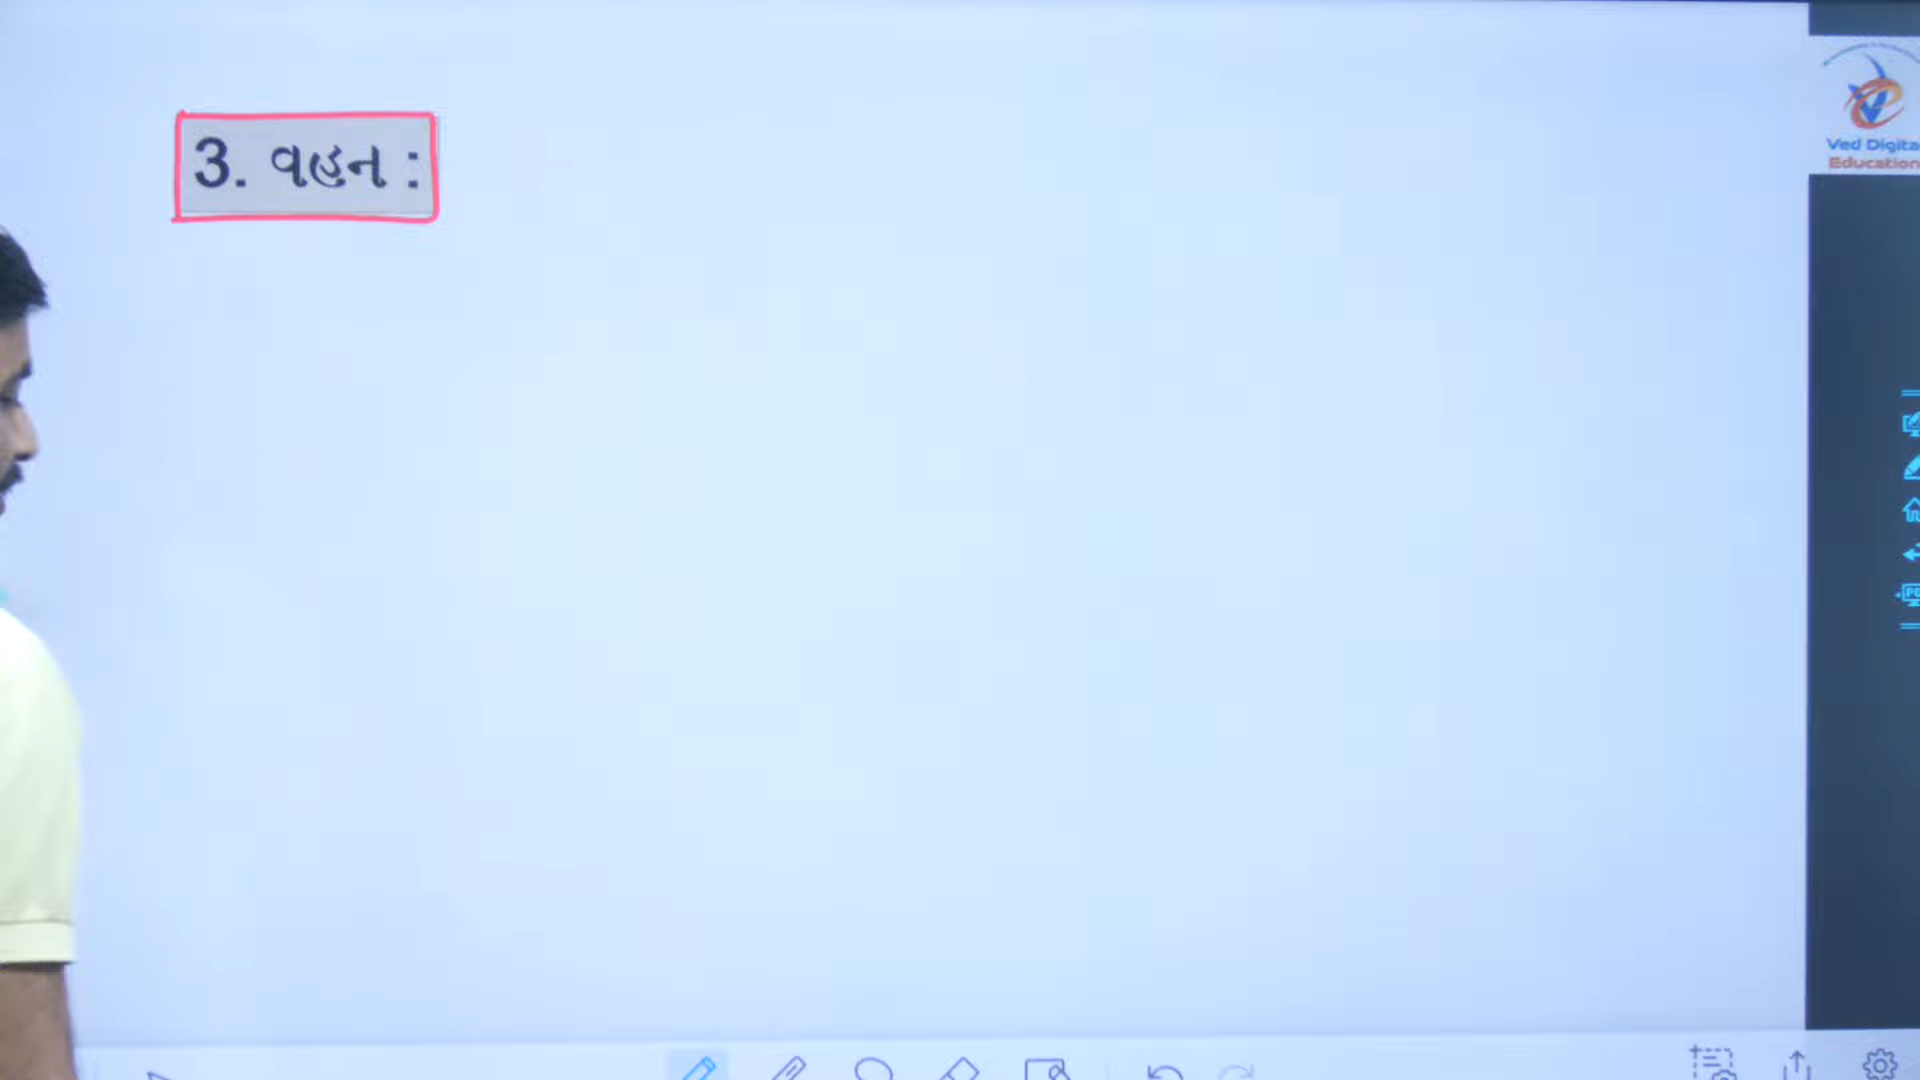 3. વહન :
Ved Digita
Education